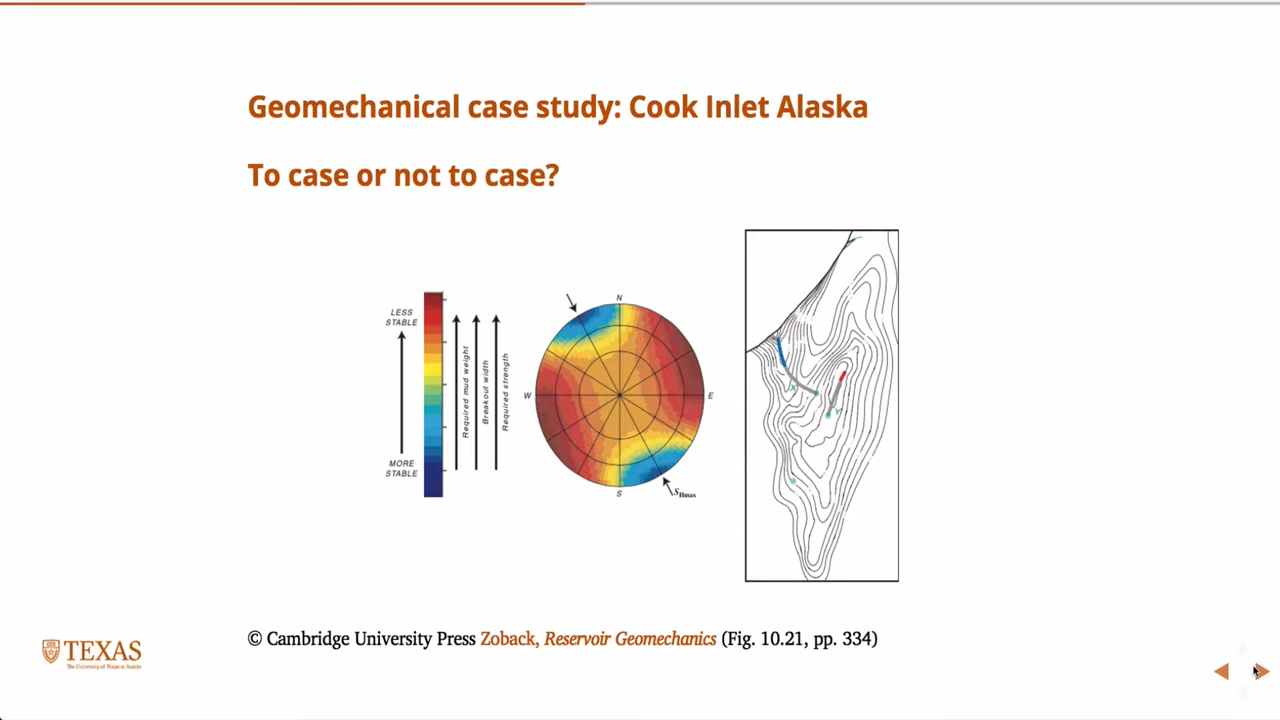 Geomechanical case study: Cook Inlet Alaska
To case or not to case?
LESS
STABLE
MORE
STABLE
Required mud weight
Breakout width
Required strength
N
W
E
S
SHmax
X
Y
© Cambridge University Press Zoback, Reservoir Geomechanics (Fig. 10.21, pp. 334)
TEXAS
The University of Texas at Austin